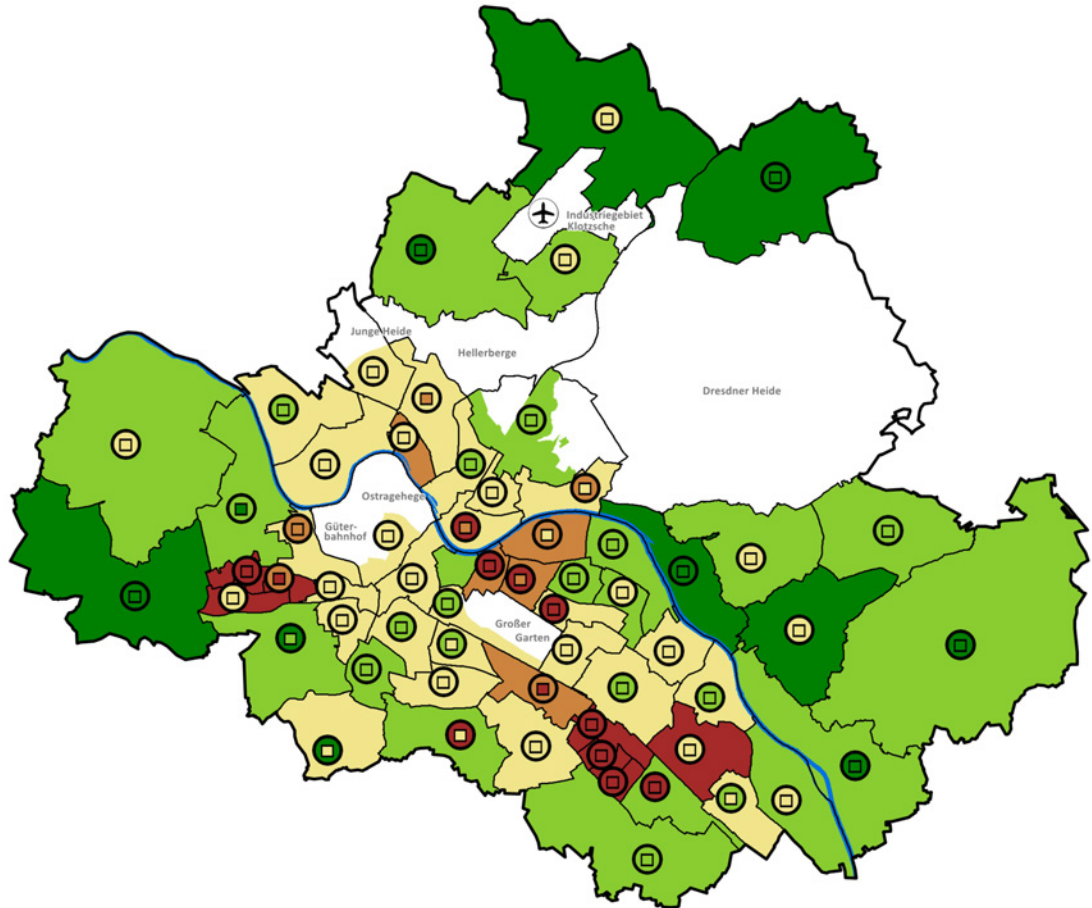 Industriegebiet
Klotzsche
Junge Heide
Hellerberge
Dresdner Heide
Ostragehege
Güter-
bahnhof
Großer
Garten